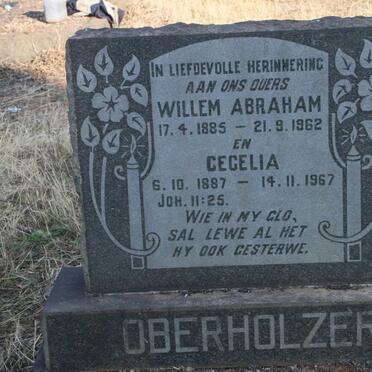 IN LIEFDEVOLLE HERINNERING
AAN ONS OUERS
WILLEM ABRAHAM
17.4.1885 – 21.9.1962
EN
CECELIA
6.10.1887 – 14.11.1967
JOH. 11:25.
WIE IN MY GLO,
SAL LEWE AL HET
HY OOK GESTERWE.
OBERHOLZER